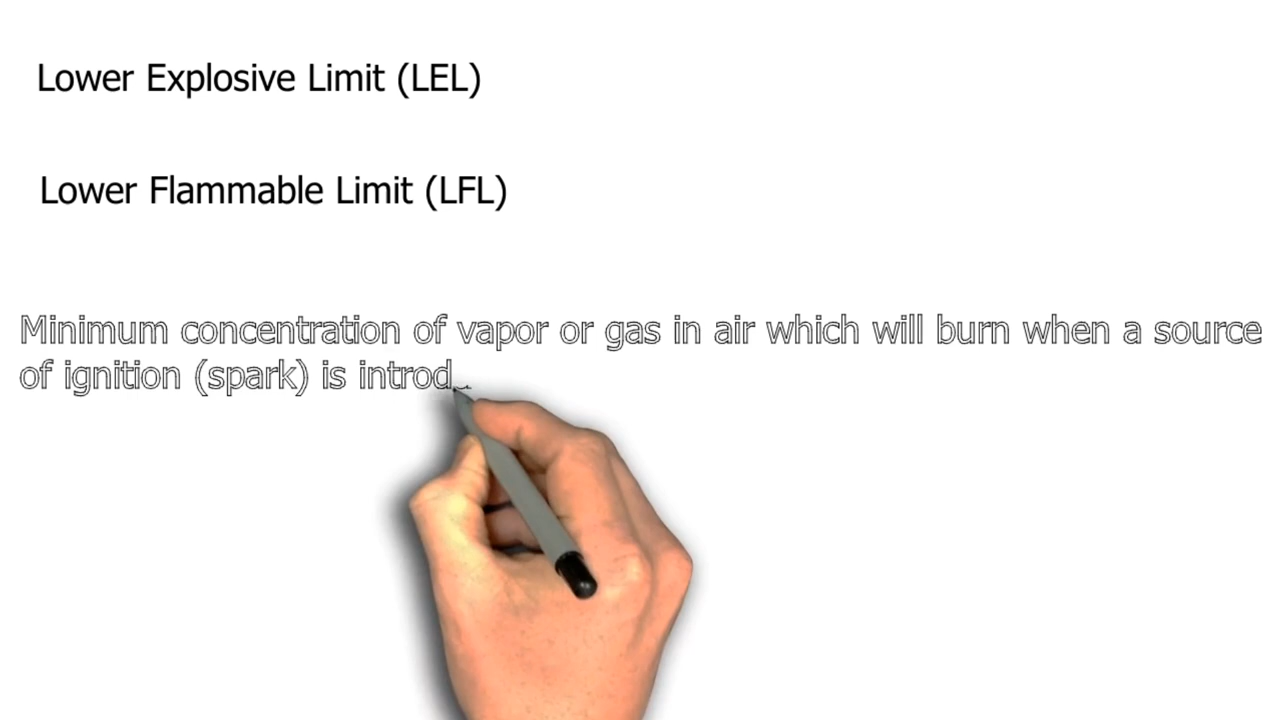 Lower Explosive Limit (LEL)
Lower Flammable Limit (LFL)
Minimum concentration of vapor or gas in air which will burn when a source
of ignition (spark) is introd